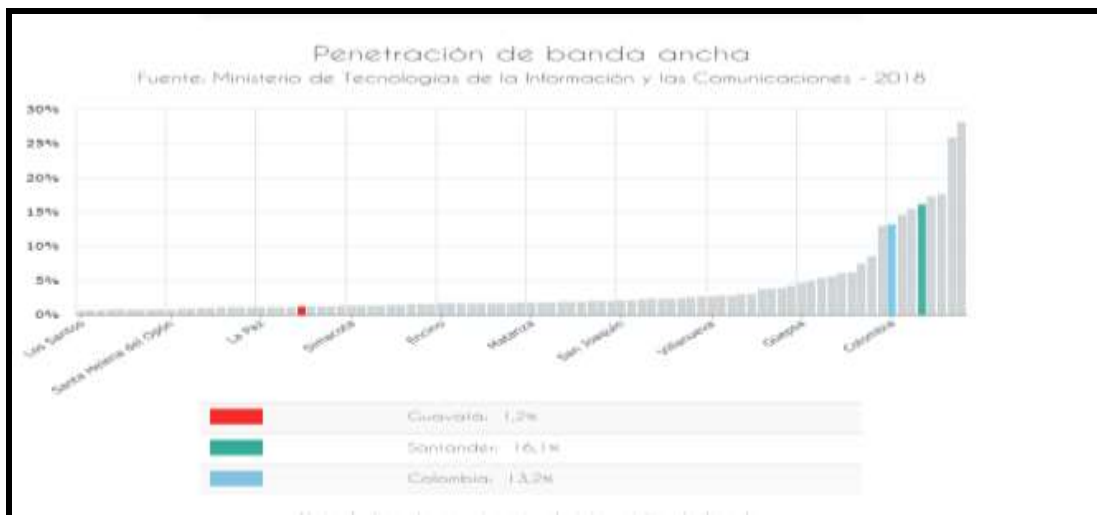 Penetración de banda ancha
Fuente: Ministerio de Tecnologías de la Información y las Comunicaciones - 2018
30%
25%
20%
15%
10%
5%
0%
Los Santos
Santa Helena del Opón
La Paz
Simacota
Encino
Matanza
San Joaquín
Villanueva
Guepsa
Colombia
Guavatá: 1,2%
Santander: 16,1%
Colombia: 13,2%